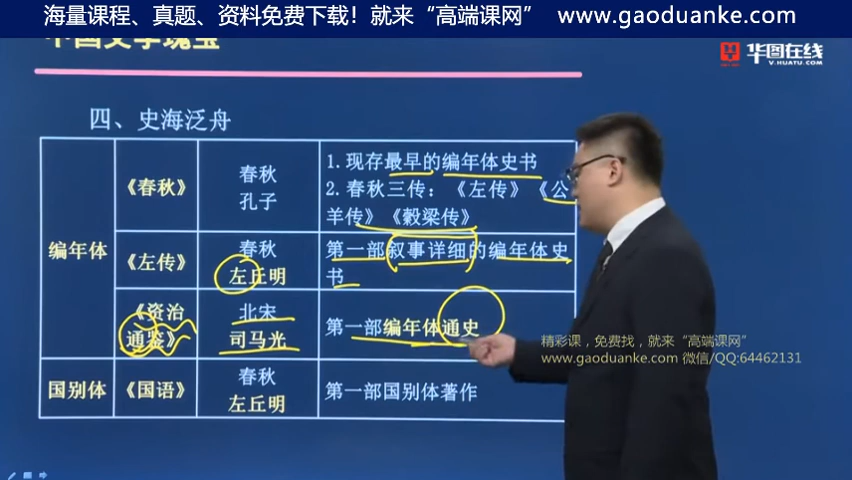 海量课程、真题、资料免费下载！就来“高端课网” www.gaoduanke.com
中国文学瑰宝
华图在线
V.HUATU.COM
四、史海泛舟
编年体
《春秋》
春秋
孔子
1.现存最早的编年体史书
2.春秋三传：《左传》《公
羊传》《穀梁传》
《左传》
春秋
左丘明
第一部叙事详细的编年体史
书
《资治
通鉴》
北宋
司马光
第一部编年体通史
国别体
《国语》
春秋
左丘明
第一部国别体著作
精彩课，免费找，就来“高端课网”
www.gaoduanke.com 微信/QQ:64462131